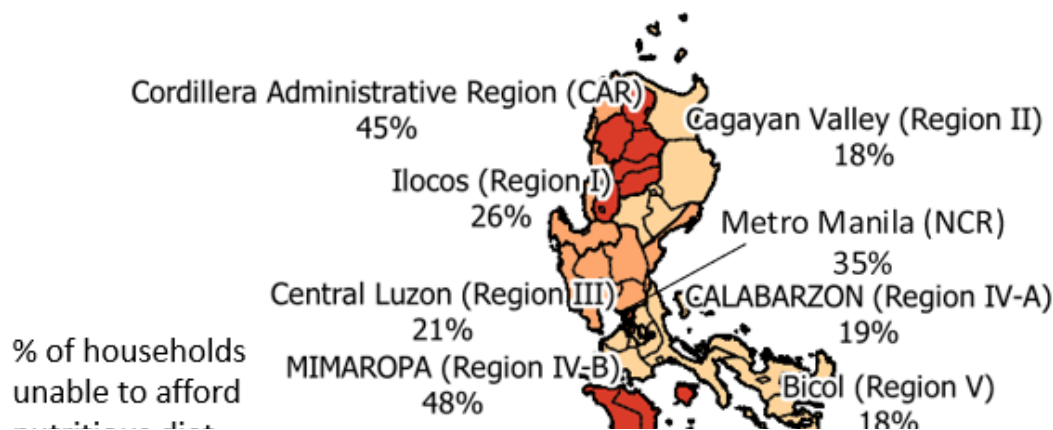 Cordillera Administrative Region (CAR)
45%
Cagayan Valley (Region II)
18%
Ilocos (Region I)
26%
Metro Manila (NCR)
35%
Central Luzon (Region III)
21%
CALABARZON (Region IV-A)
19%
MIMAROPA (Region IV-B)
48%
Bicol (Region V)
18%
% of households
unable to afford
nutritious diet